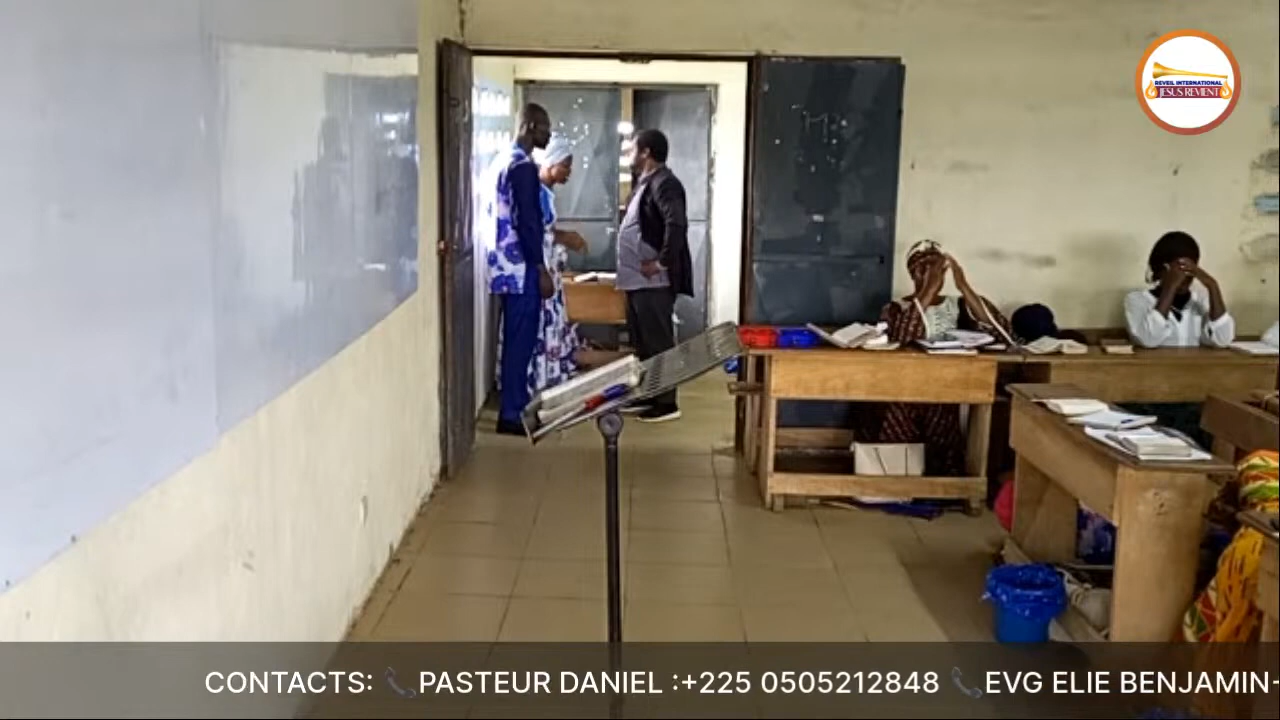 REVEIL INTERNATIONAL
JESUS REVIENT
CONTACTS: 📞PASTEUR DANIEL :+225 0505212848 📞EVG ELIE BENJAMIN-